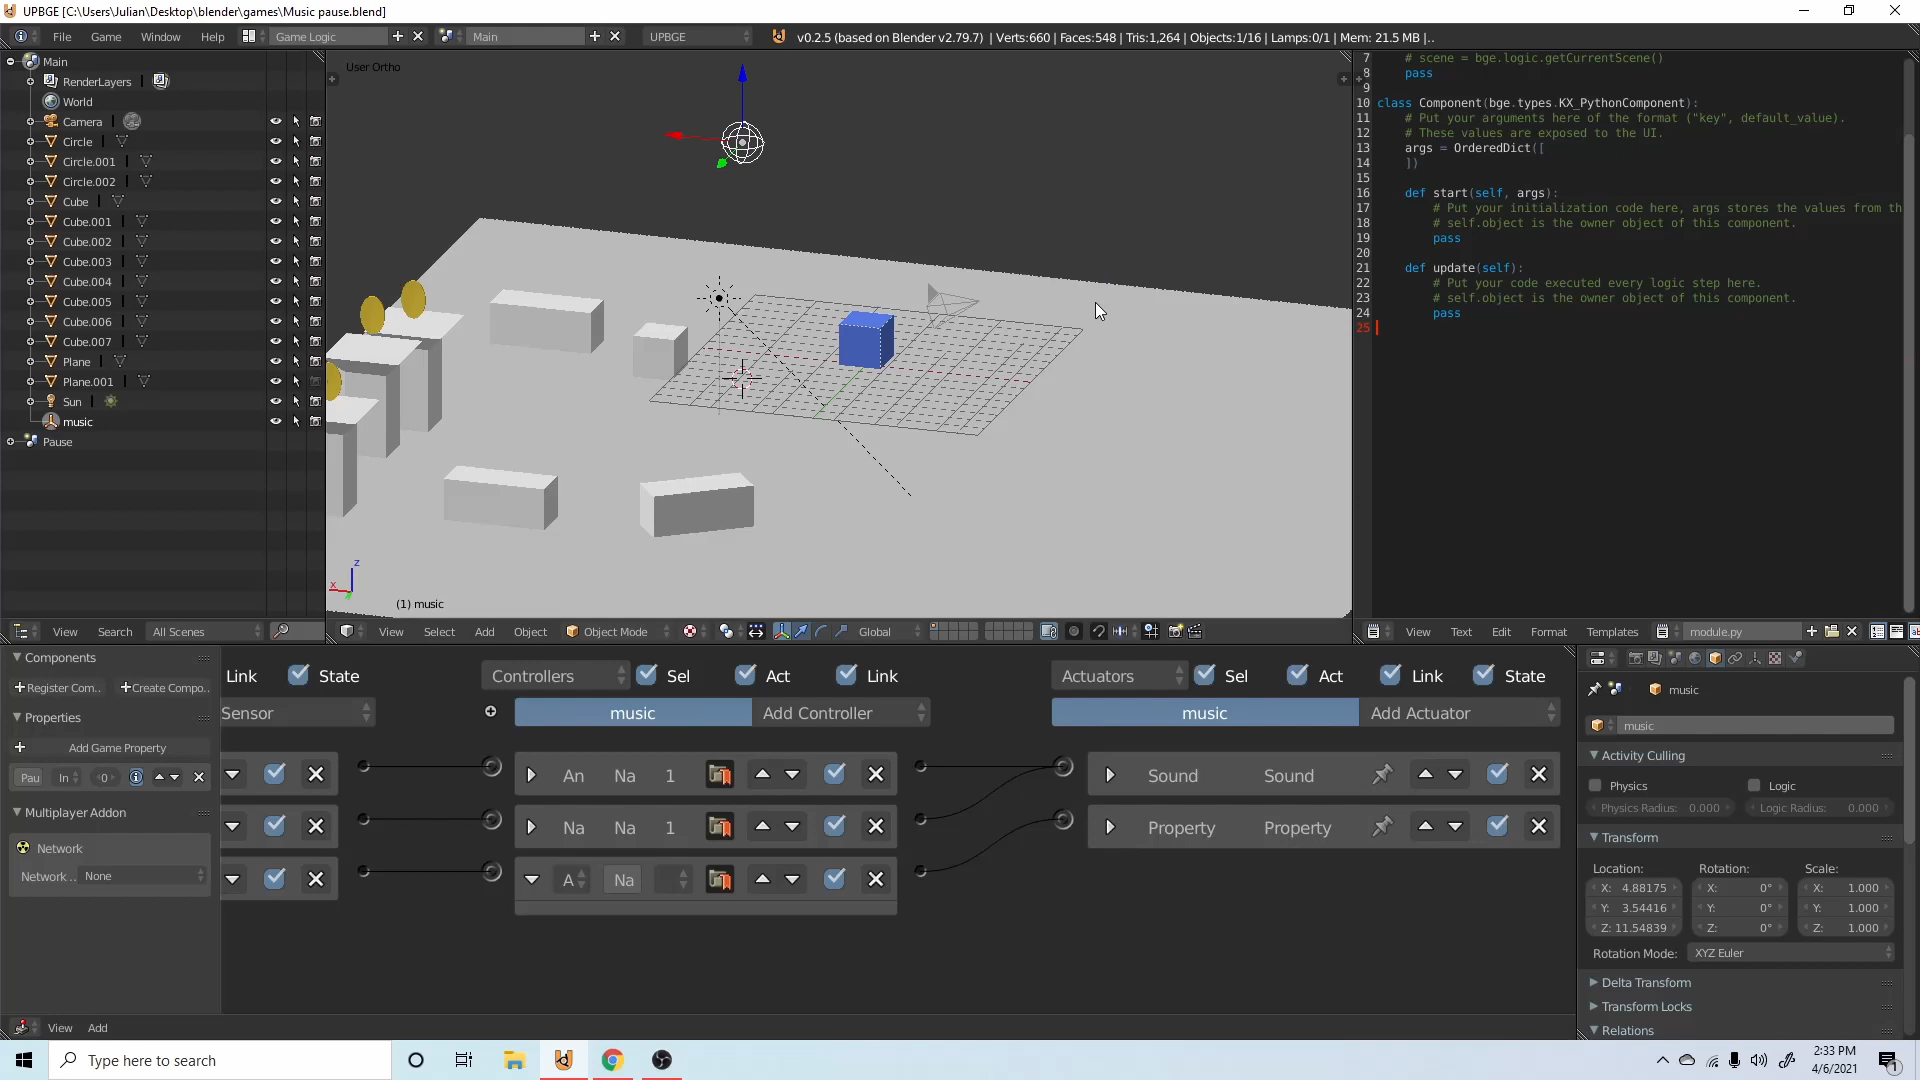 UPBGE [C:\Users\Julian\Desktop\blender\games\Music pause.blend]
File Game Window Help Game Logic Main UPBGE v0.2.5 (based on Blender v2.79.7) | Verts:660 | Faces:548 | Tris:1,264 | Objects:1/16 | Lamps:0/1 | Mem: 21.5 MB |..
Main
RenderLayers
World
Camera
Circle
Circle.001
Circle.002
Cube
Cube.001
Cube.002
Cube.003
Cube.004
Cube.005
Cube.006
Cube.007
Plane
Plane.001
Sun
music
Pause
View Search All Scenes
User Ortho
z
x
(1) music
View Select Add Object Object Mode Global
7 # scene = bge.logic.getCurrentScene()
8 pass
9
10 class Component(bge.types.KX_PythonComponent):
11 # Put your arguments here of the format ("key", default_value).
12 # These values are exposed to the UI.
13 args = OrderedDict([
14 ])
15
16 def start(self, args):
17 # Put your initialization code here, args stores the values from th
18 # self.object is the owner object of this component.
19 pass
20
21 def update(self):
22 # Put your code executed every logic step here.
23 # self.object is the owner object of this component.
24 pass
25
View Text Edit Format Templates module.py
Components
Register Com.. Create Compo..
Properties
Add Game Property
Pau In 0
Multiplayer Addon
Network
Network .. None
Link State Controllers Sel Act Link Actuators Sel Act Link State
Sensor music Add Controller music Add Actuator
An Na 1 Sound Sound
Na Na 1 Property Property
A Na
View Add
music
music
Activity Culling
Physics Logic
Physics Radius: 0.000 Logic Radius: 0.000
Transform
Location: Rotation: Scale:
X: 4.88175 X: 0° X: 1.000
Y: 3.54416 Y: 0° Y: 1.000
Z: 11.54839 Z: 0° Z: 1.000
Rotation Mode: XYZ Euler
Delta Transform
Transform Locks
Relations
Type here to search
2:33 PM
4/6/2021
1